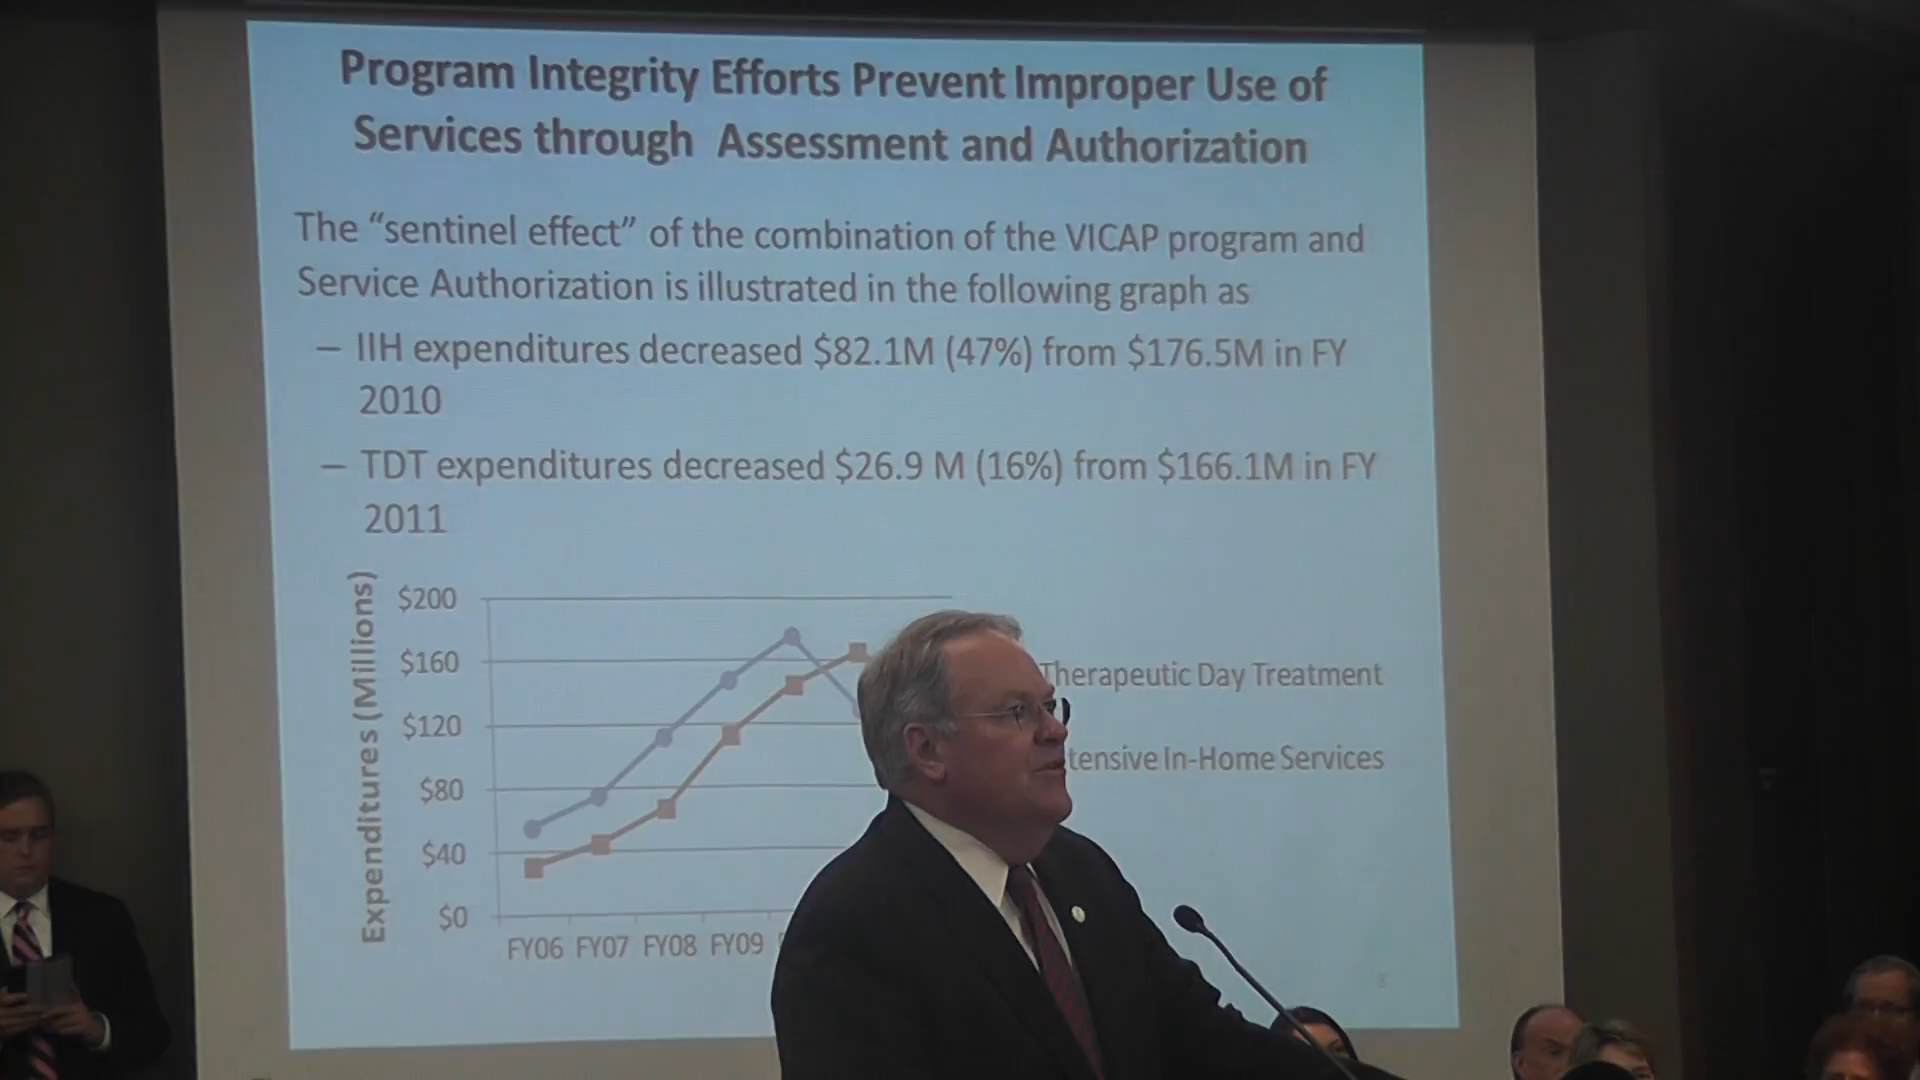 Program Integrity Efforts Prevent Improper Use of
Services through Assessment and Authorization
The “sentinel effect” of the combination of the VICAP program and
Service Authorization is illustrated in the following graph as
– IIH expenditures decreased $82.1M (47%) from $176.5M in FY
2010
– TDT expenditures decreased $26.9 M (16%) from $166.1M in FY
2011
Expenditures (Millions)
$200
$160
$120
$80
$40
$0
FY06 FY07 FY08 FY09
Therapeutic Day Treatment
tensive In-Home Services
8